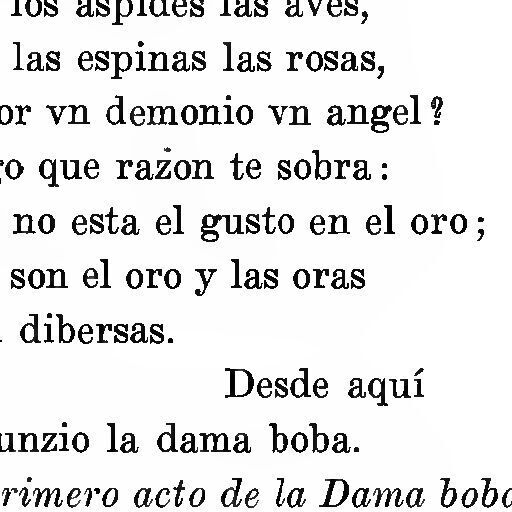 los aspides las aves,
las espinas las rosas,
or vn demonio vn angel?
go que razon te sobra:
no esta el gusto en el oro;
son el oro y las oras
dibersas.
Desde aquí
unzio la dama boba.
rimero acto de la Dama boba